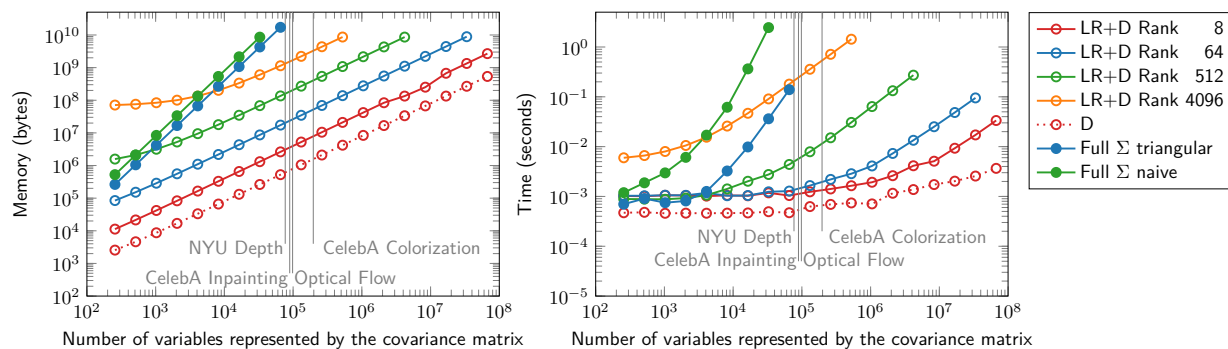 10^10
10^9
10^8
10^7
10^6
10^5
10^4
10^3
10^2
Memory (bytes)
NYU Depth
CelebA Colorization
CelebA Inpainting
Optical Flow
10^2 10^3 10^4 10^5 10^6 10^7 10^8
Number of variables represented by the covariance matrix
10^0
10^−1
10^−2
10^−3
10^−4
10^−5
Time (seconds)
NYU Depth
CelebA Colorization
CelebA Inpainting
Optical Flow
10^2 10^3 10^4 10^5 10^6 10^7 10^8
Number of variables represented by the covariance matrix
LR+D Rank 8
LR+D Rank 64
LR+D Rank 512
LR+D Rank 4096
D
Full Σ triangular
Full Σ naive